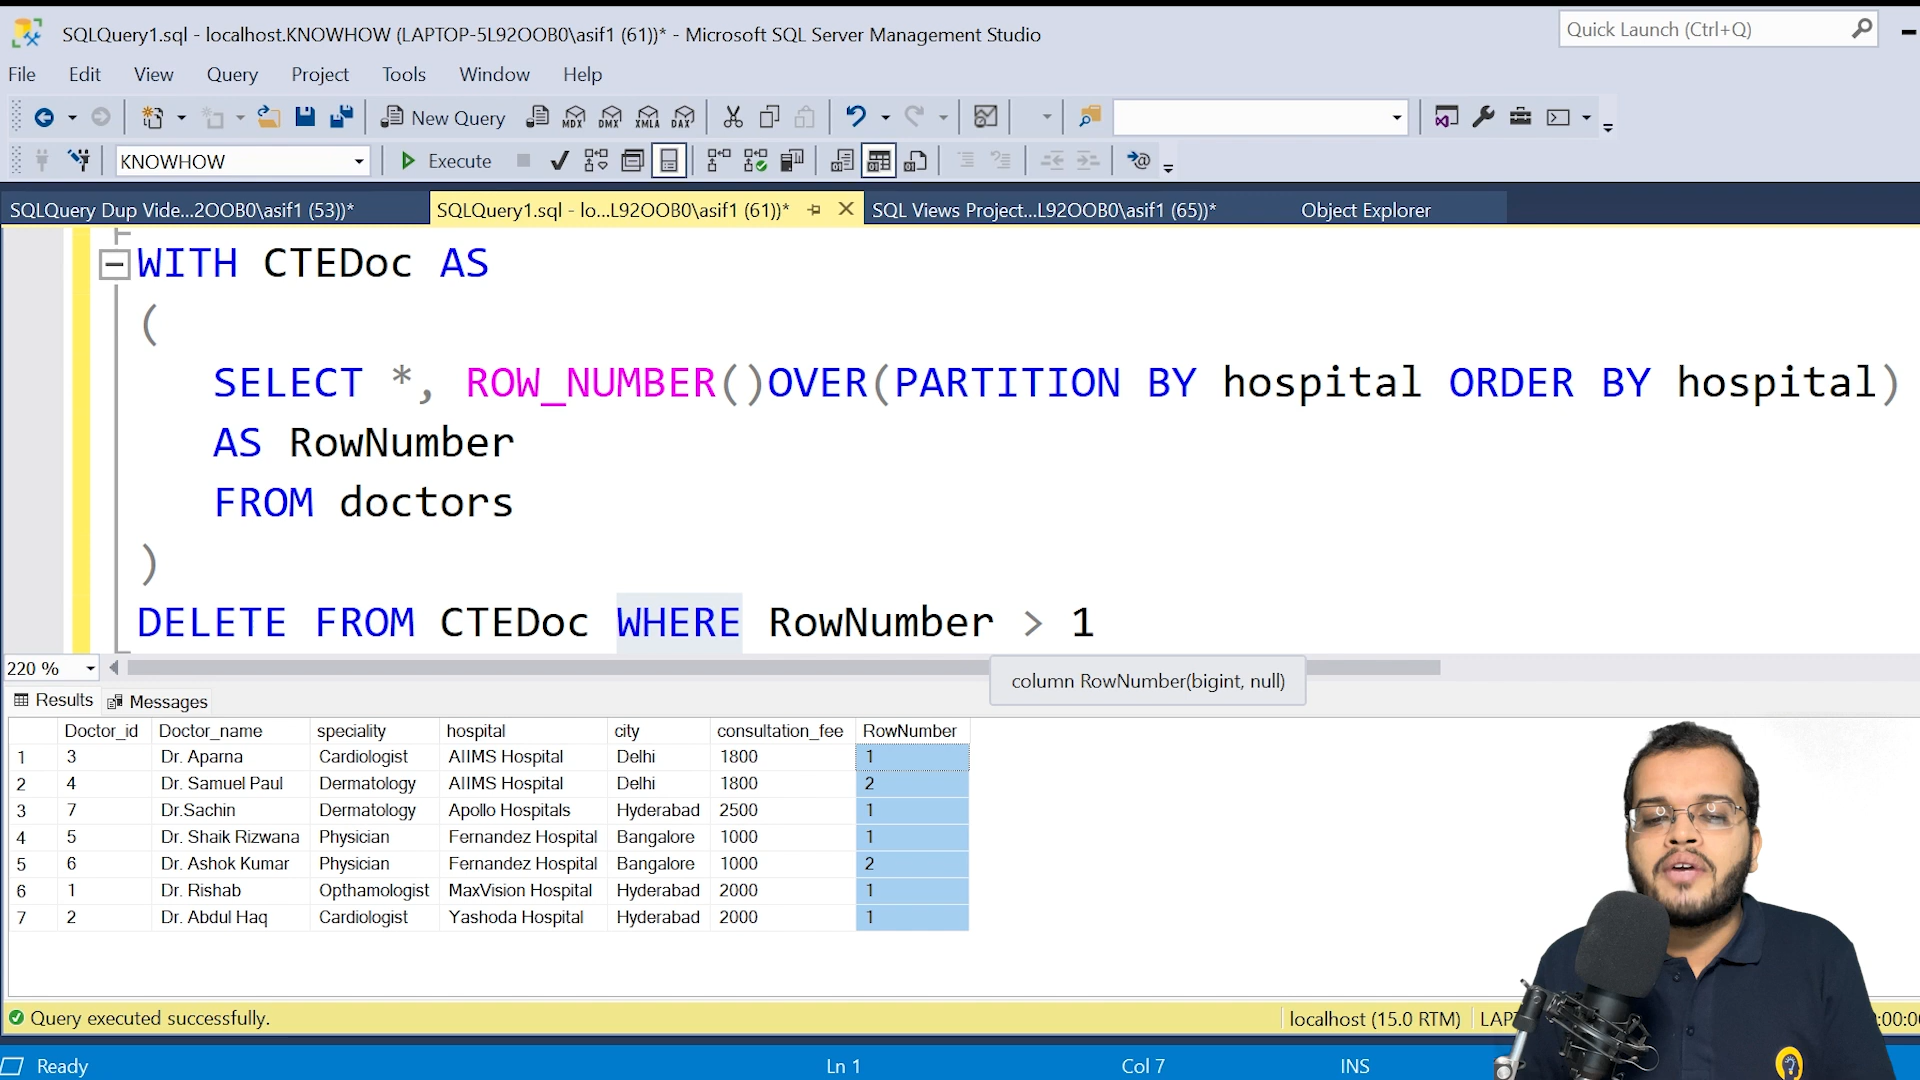 SQLQuery1.sql - localhost.KNOWHOW (LAPTOP-5L92OOB0\asif1 (61))* - Microsoft SQL Server Management Studio
Quick Launch (Ctrl+Q)
File Edit View Query Project Tools Window Help
New Query MDX DMX XMLA DAX
KNOWHOW Execute
SQLQuery Dup Vide...2OOB0\asif1 (53))* SQLQuery1.sql - lo...L92OOB0\asif1 (61))* SQL Views Project...L92OOB0\asif1 (65))* Object Explorer
WITH CTEDoc AS
(
SELECT *, ROW_NUMBER()OVER(PARTITION BY hospital ORDER BY hospital)
AS RowNumber
FROM doctors
)
DELETE FROM CTEDoc WHERE RowNumber > 1
220 %
column RowNumber(bigint, null)
Results Messages
Doctor_id Doctor_name speciality hospital city consultation_fee RowNumber
1 3 Dr. Aparna Cardiologist AIIMS Hospital Delhi 1800 1
2 4 Dr. Samuel Paul Dermatology AIIMS Hospital Delhi 1800 2
3 7 Dr.Sachin Dermatology Apollo Hospitals Hyderabad 2500 1
4 5 Dr. Shaik Rizwana Physician Fernandez Hospital Bangalore 1000 1
5 6 Dr. Ashok Kumar Physician Fernandez Hospital Bangalore 1000 2
6 1 Dr. Rishab Opthamologist MaxVision Hospital Hyderabad 2000 1
7 2 Dr. Abdul Haq Cardiologist Yashoda Hospital Hyderabad 2000 1
Query executed successfully. localhost (15.0 RTM)
Ready Ln 1 Col 7 INS